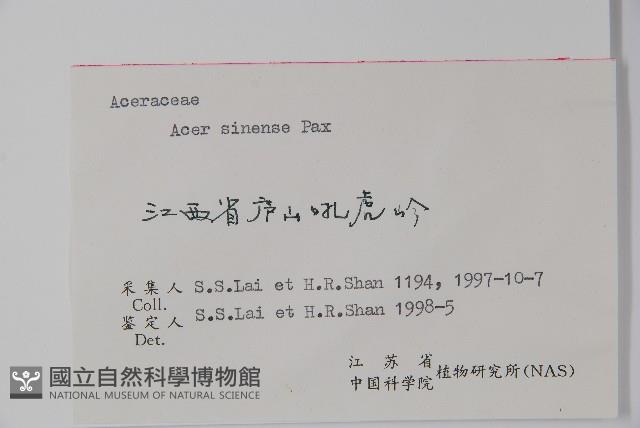 Aceraceae
Acer sinense Pax
江西省庐山吼虎岭
采集人 S.S.Lai et H.R.Shan 1194, 1997-10-7
Coll.
鉴定人 S.S.Lai et H.R.Shan 1998-5
Det.
江苏省
中国科学院 植物研究所(NAS)
國立自然科學博物館
NATIONAL MUSEUM OF NATURAL SCIENCE